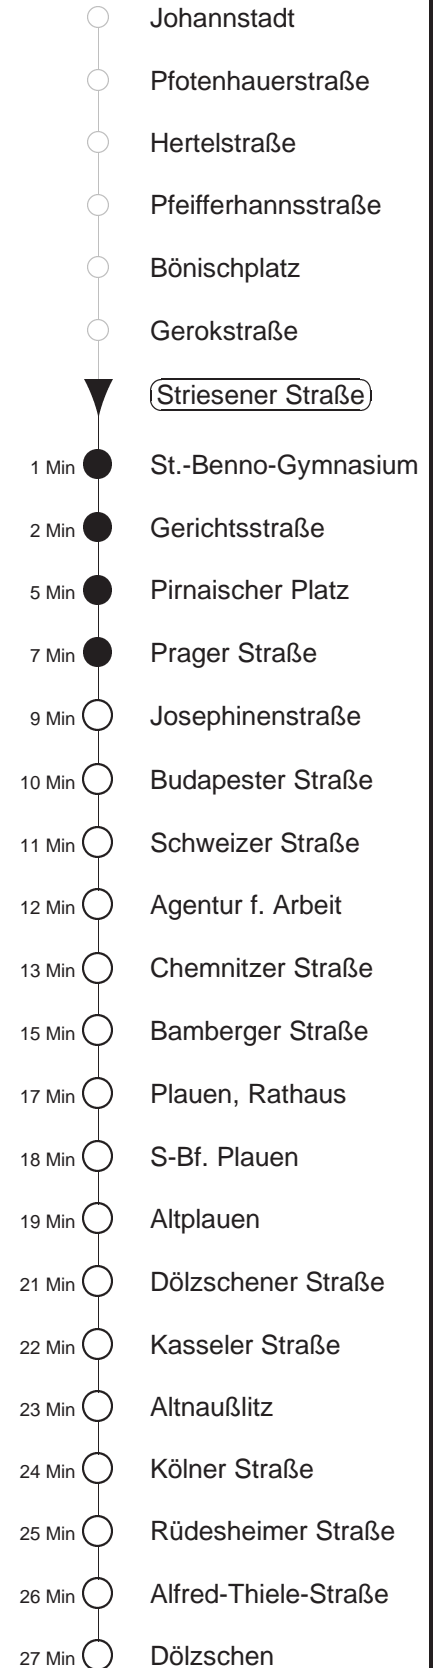 Johannstadt
Pfotenhauerstraße
Hertelstraße
Pfeifferhannsstraße
Bönischplatz
Gerokstraße
Striesener Straße
1 Min St.-Benno-Gymnasium
2 Min Gerichtsstraße
5 Min Pirnaischer Platz
7 Min Prager Straße
9 Min Josephinenstraße
10 Min Budapester Straße
11 Min Schweizer Straße
12 Min Agentur f. Arbeit
13 Min Chemnitzer Straße
15 Min Bamberger Straße
17 Min Plauen, Rathaus
18 Min S-Bf. Plauen
19 Min Altplauen
21 Min Dölzschener Straße
22 Min Kasseler Straße
23 Min Altnaußlitz
24 Min Kölner Straße
25 Min Rüdesheimer Straße
26 Min Alfred-Thiele-Straße
27 Min Dölzschen